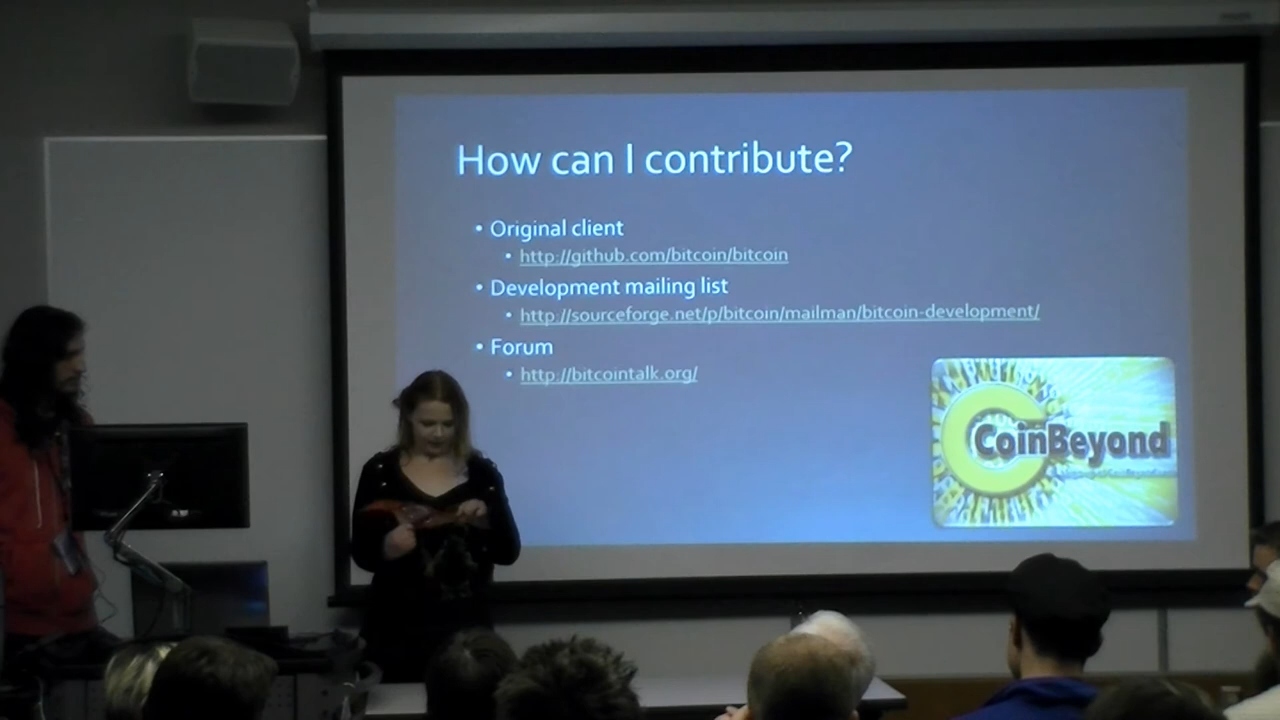 How can I contribute?
• Original client
• http://github.com/bitcoin/bitcoin
• Development mailing list
• http://sourceforge.net/p/bitcoin/mailman/bitcoin-development/
• Forum
• http://bitcointalk.org/
CoinBeyond